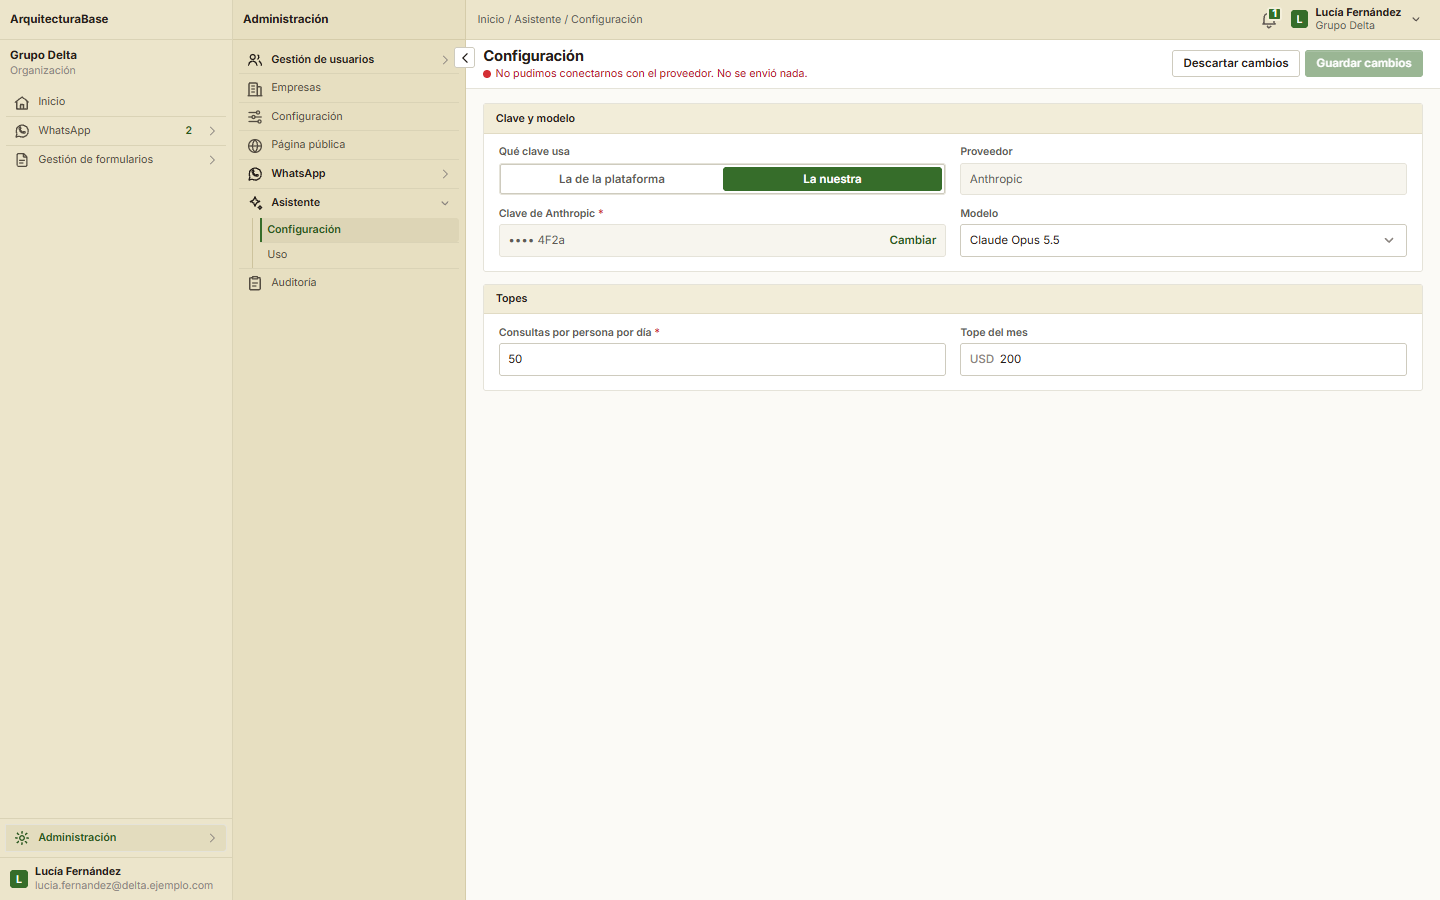 ArquitecturaBase
Grupo Delta
Organización
Inicio
WhatsApp 2
Gestión de formularios
Administración
L
Lucía Fernández
lucia.fernandez@delta.ejemplo.com
Administración
Gestión de usuarios
Empresas
Configuración
Página pública
WhatsApp
Asistente
Configuración
Uso
Auditoría
Inicio / Asistente / Configuración
1
L
Lucía Fernández
Grupo Delta
Configuración
No pudimos conectarnos con el proveedor. No se envió nada.
Descartar cambios
Guardar cambios
Clave y modelo
Qué clave usa
La de la plataforma
La nuestra
Proveedor
Anthropic
Clave de Anthropic *
•••• 4F2a
Cambiar
Modelo
Claude Opus 5.5
Topes
Consultas por persona por día *
50
Tope del mes
USD 200